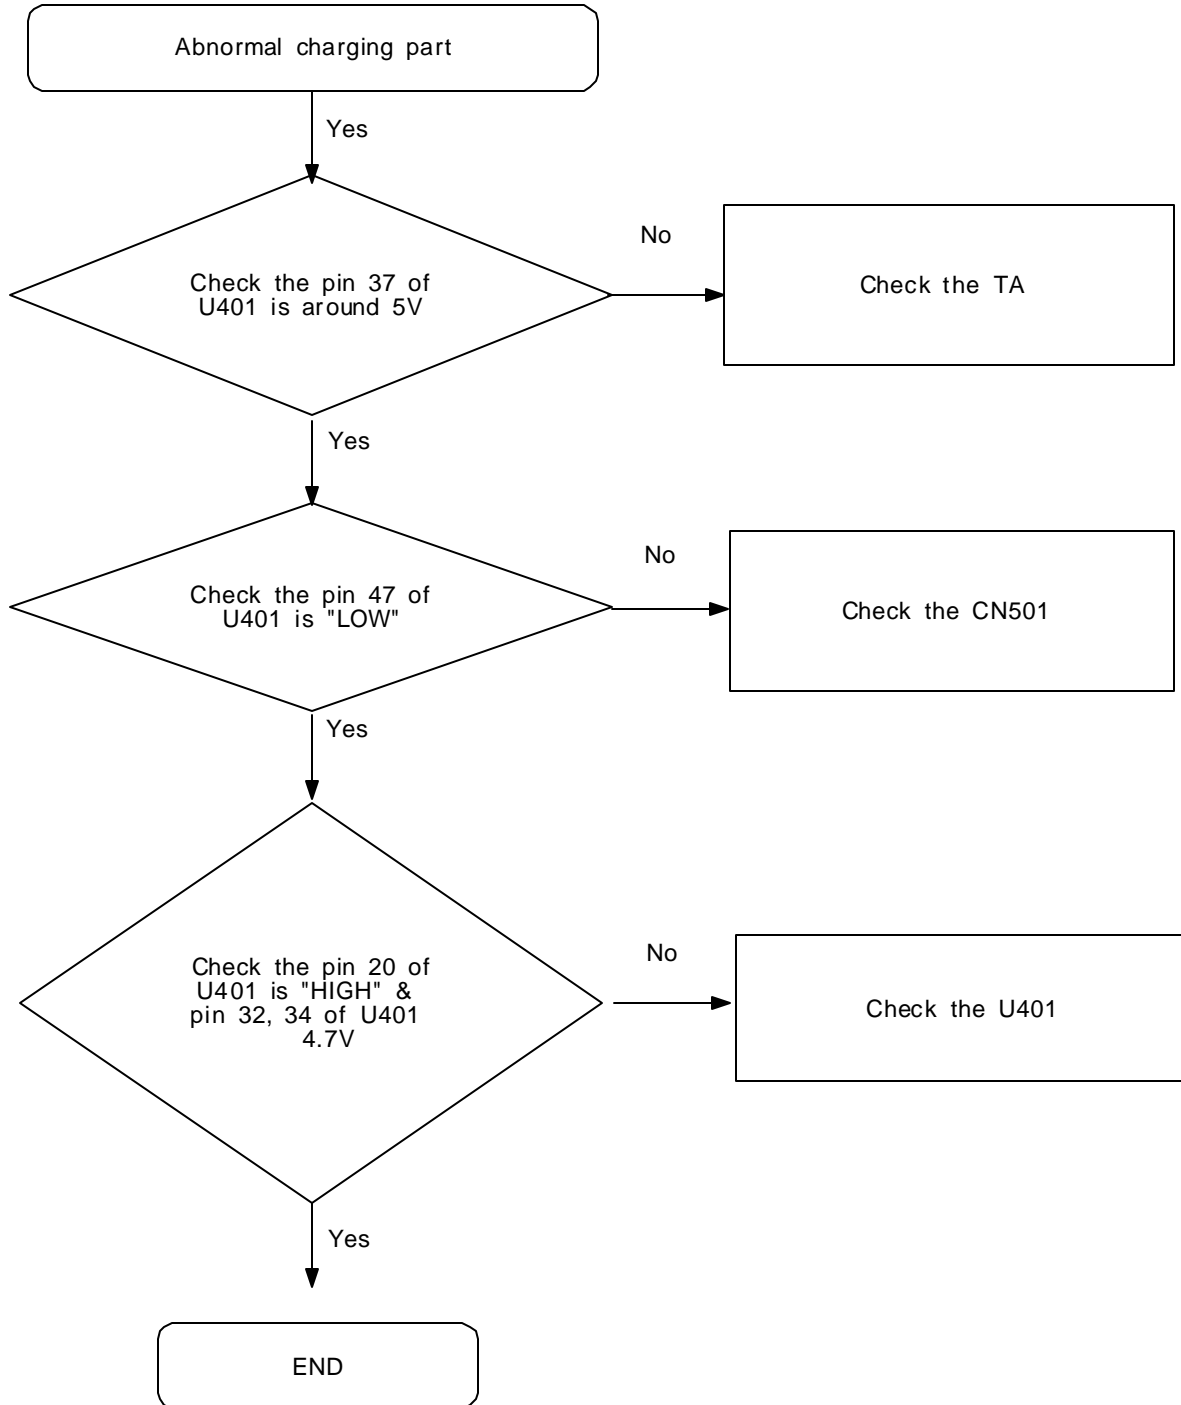 Abnormal charging part
Yes
Check the pin 37 of
U401 is around 5V
No
Check the TA
Yes
Check the pin 47 of
U401 is "LOW"
No
Check the CN501
Yes
Check the pin 20 of
U401 is "HIGH" &
pin 32, 34 of U401
4.7V
No
Check the U401
Yes
END